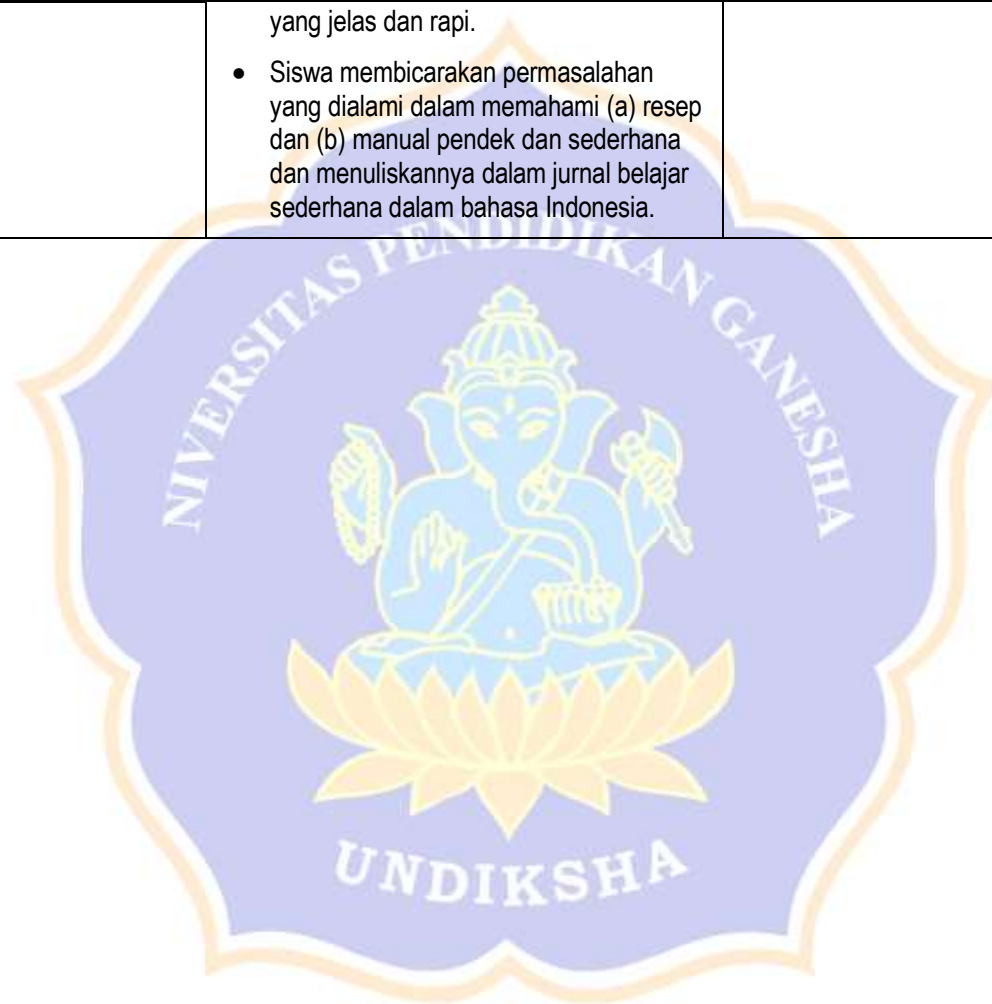 yang jelas dan rapi.
• Siswa membicarakan permasalahan
yang dialami dalam memahami (a) resep
dan (b) manual pendek dan sederhana
dan menuliskannya dalam jurnal belajar
sederhana dalam bahasa Indonesia.
NIVERSITAS PENDIDIKAN GANESHA
UNDIKSHA